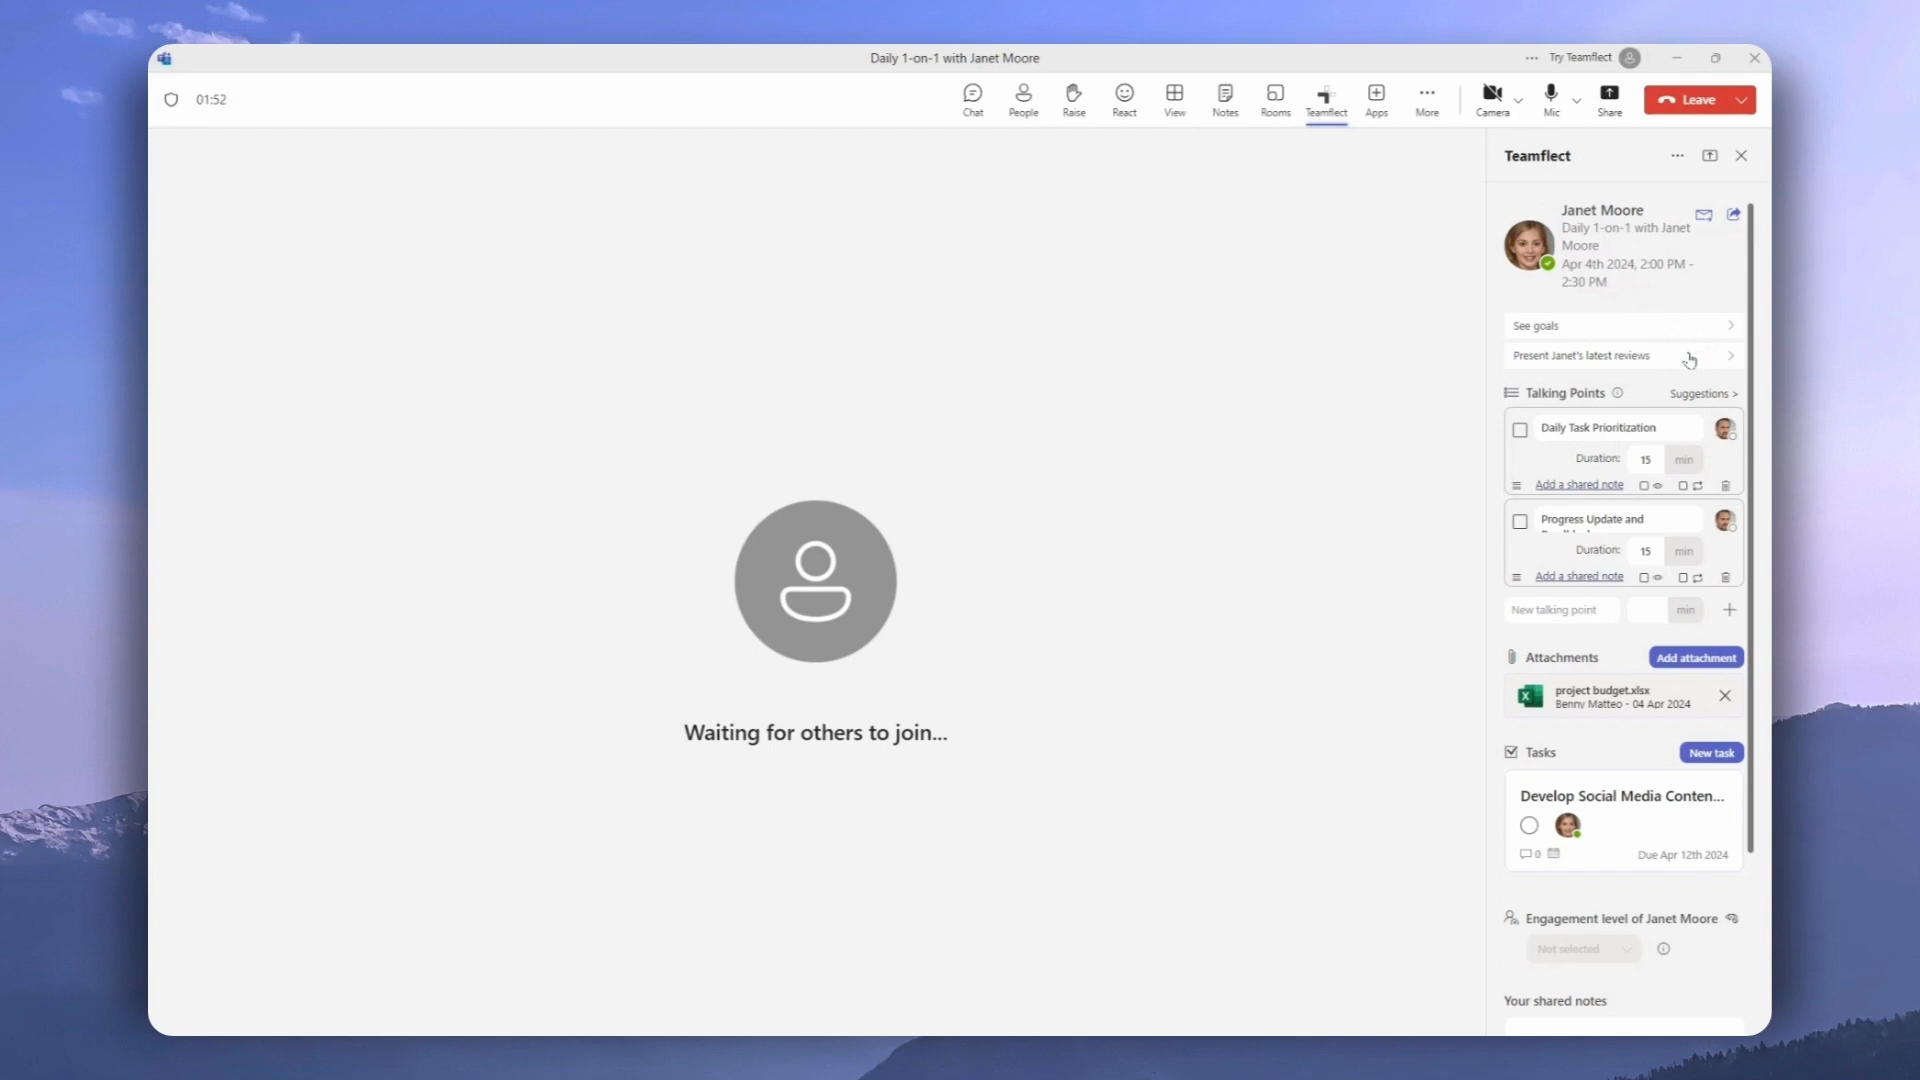 Daily 1-on-1 with Janet Moore
Try Teamflect
01:52
Chat
People
Raise
React
View
Notes
Rooms
Teamflect
Apps
More
Camera
Mic
Share
Leave
Teamflect
Janet Moore
Daily 1-on-1 with Janet
Moore
Apr 4th 2024, 2:00 PM -
2:30 PM
See goals
Present Janet's latest reviews
Talking Points
Suggestions >
Daily Task Prioritization
Duration: 15 min
Add a shared note
Progress Update and
Duration: 15 min
Add a shared note
New talking point min
Attachments
Add attachment
project budget.xlsx
Benny Matteo - 04 Apr 2024
Tasks
New task
Develop Social Media Conten...
0
Due Apr 12th 2024
Engagement level of Janet Moore
Not selected
Your shared notes
Waiting for others to join...